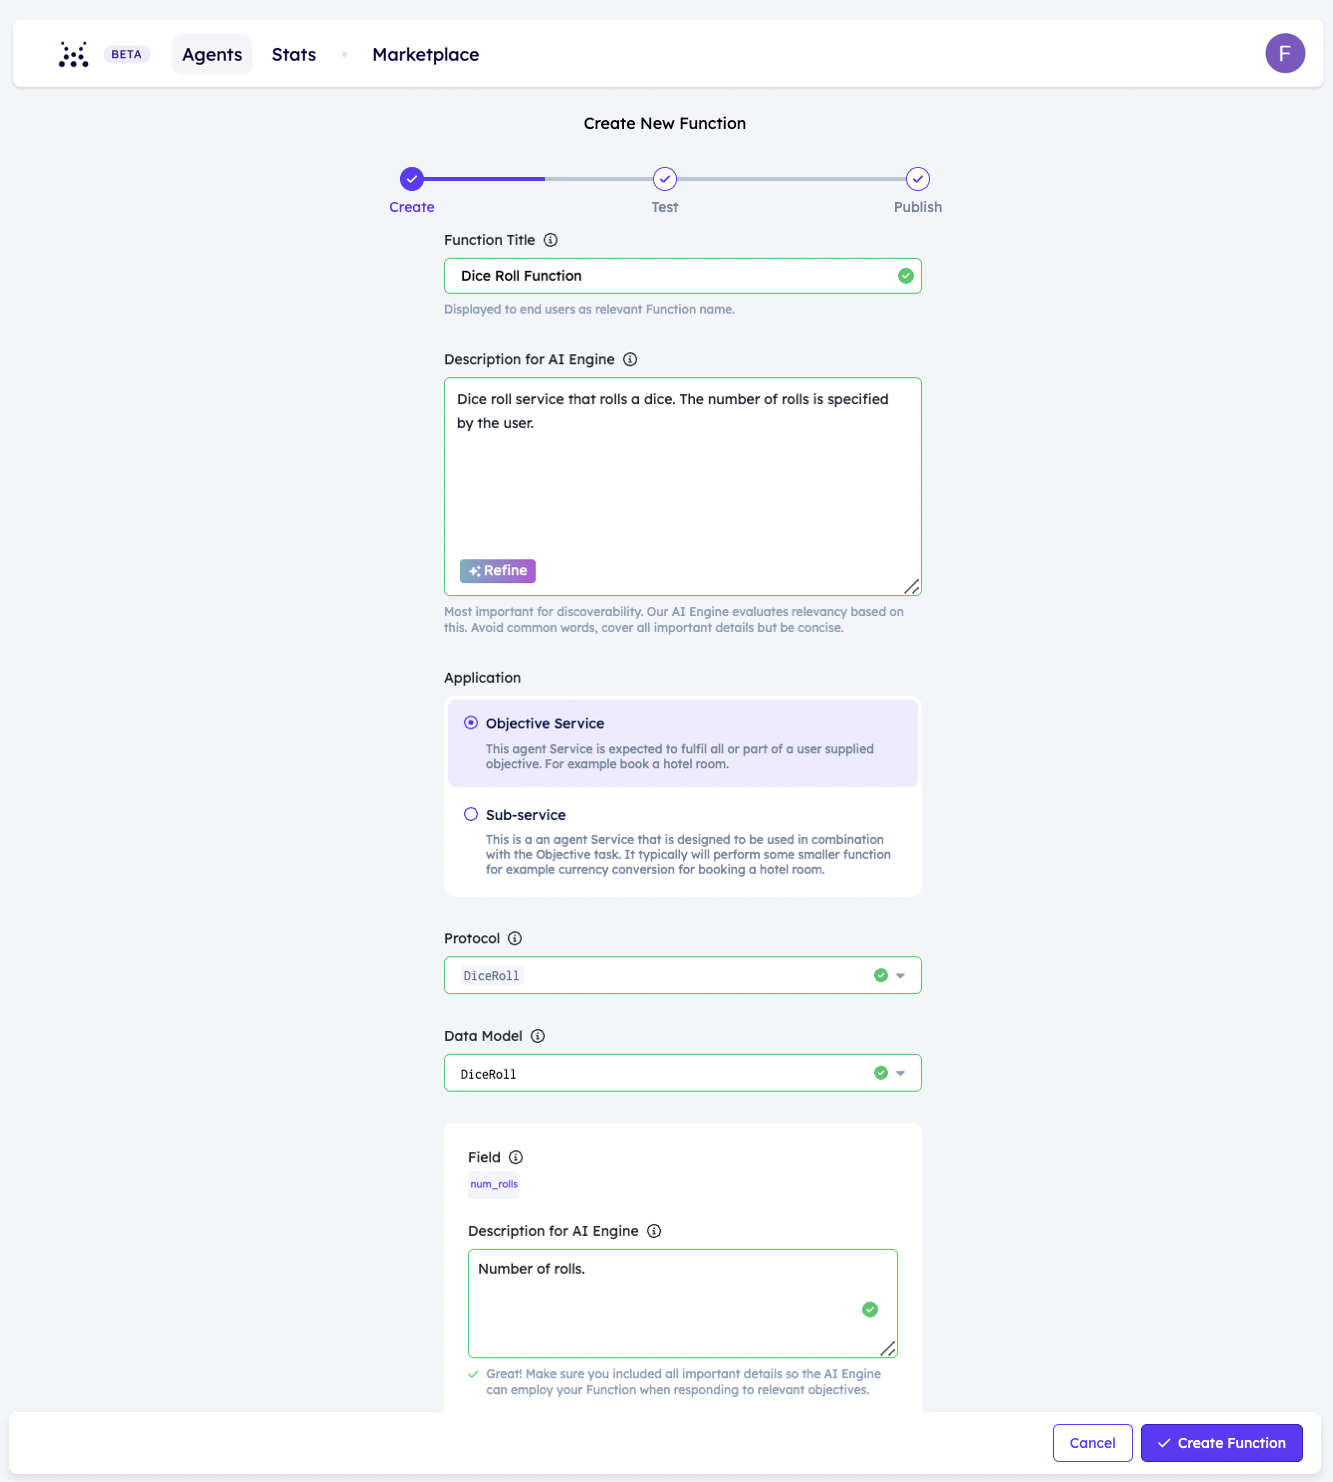 BETA
Agents
Stats
Marketplace
F
Create New Function
Create
Test
Publish
Function Title
Dice Roll Function
Displayed to end users as relevant Function name.
Description for AI Engine
Dice roll service that rolls a dice. The number of rolls is specified
by the user.
Refine
Most important for discoverability. Our AI Engine evaluates relevancy based on
this. Avoid common words, cover all important details but be concise.
Application
Objective Service
This agent Service is expected to fulfil all or part of a user supplied
objective. For example book a hotel room.
Sub-service
This is a an agent Service that is designed to be used in combination
with the Objective task. It typically will perform some smaller function
for example currency conversion for booking a hotel room.
Protocol
DiceRoll
Data Model
DiceRoll
Field
num_rolls
Description for AI Engine
Number of rolls.
Great! Make sure you included all important details so the AI Engine
can employ your Function when responding to relevant objectives.
Cancel
Create Function